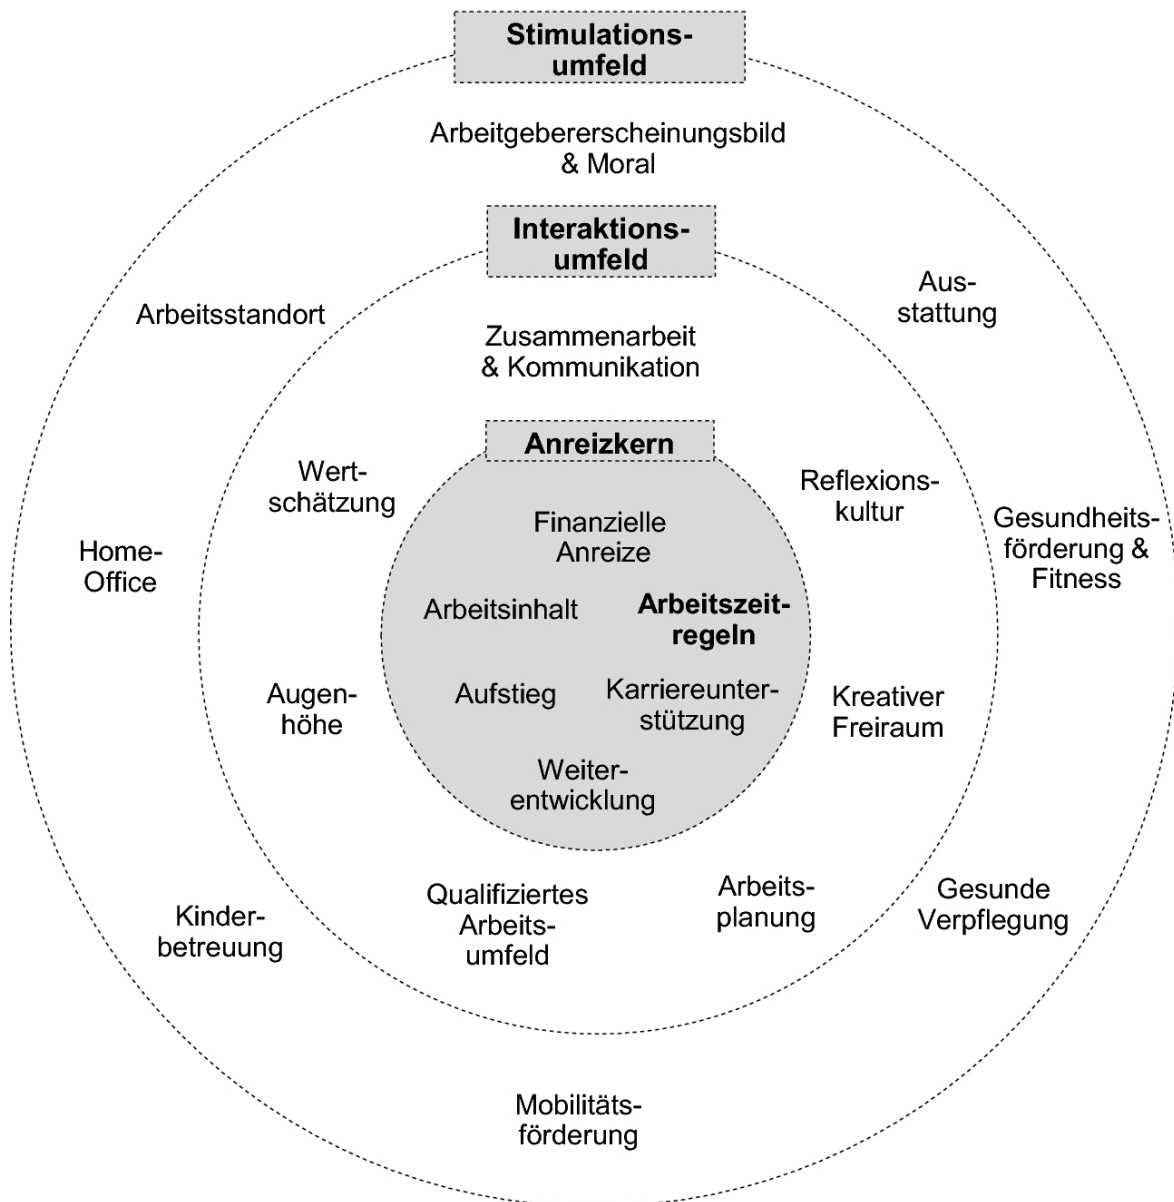 Stimulations-
umfeld
Arbeitgebererscheinungsbild
& Moral
Interaktions-
umfeld
Arbeitsstandort
Aus-
stattung
Zusammenarbeit
& Kommunikation
Anreizkern
Wert-
schätzung
Reflexions-
kultur
Finanzielle
Anreize
Gesundheits-
förderung &
Fitness
Home-
Office
Arbeitsinhalt
Arbeitszeit-
regeln
Augen-
höhe
Aufstieg
Karriereunter-
stützung
Kreativer
Freiraum
Weiter-
entwicklung
Kinder-
betreuung
Qualifiziertes
Arbeits-
umfeld
Arbeits-
planung
Gesunde
Verpflegung
Mobilitäts-
förderung